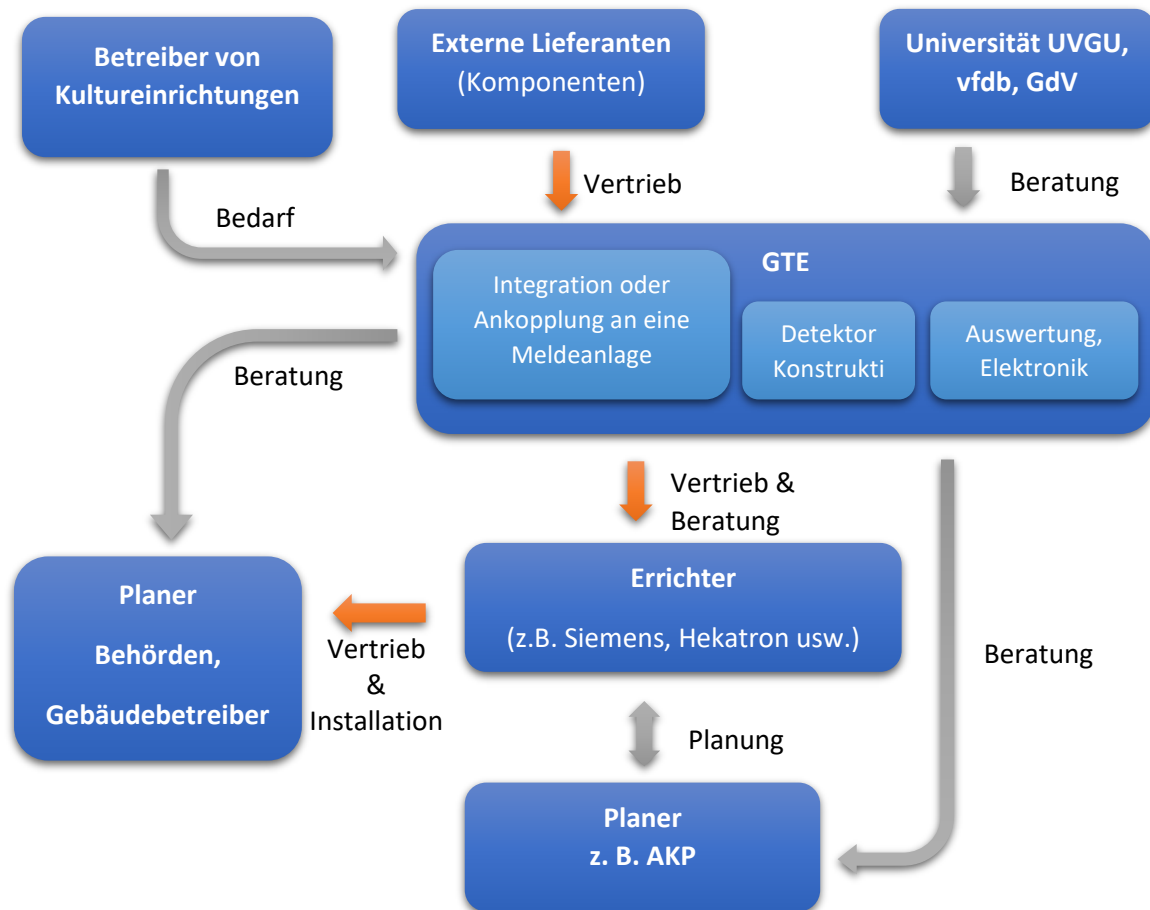 Betreiber von
Kultureinrichtungen
Externe Lieferanten
(Komponenten)
Universität UVGU,
vfdb, GdV
Vertrieb
Beratung
Bedarf
GTE
Integration oder
Ankopplung an eine
Meldeanlage
Detektor
Konstrukti
Auswertung,
Elektronik
Beratung
Vertrieb &
Beratung
Planer
Behörden,
Gebäudebetreiber
Vertrieb
&
Installation
Errichter
(z.B. Siemens, Hekatron usw.)
Beratung
Planung
Planer
z. B. AKP